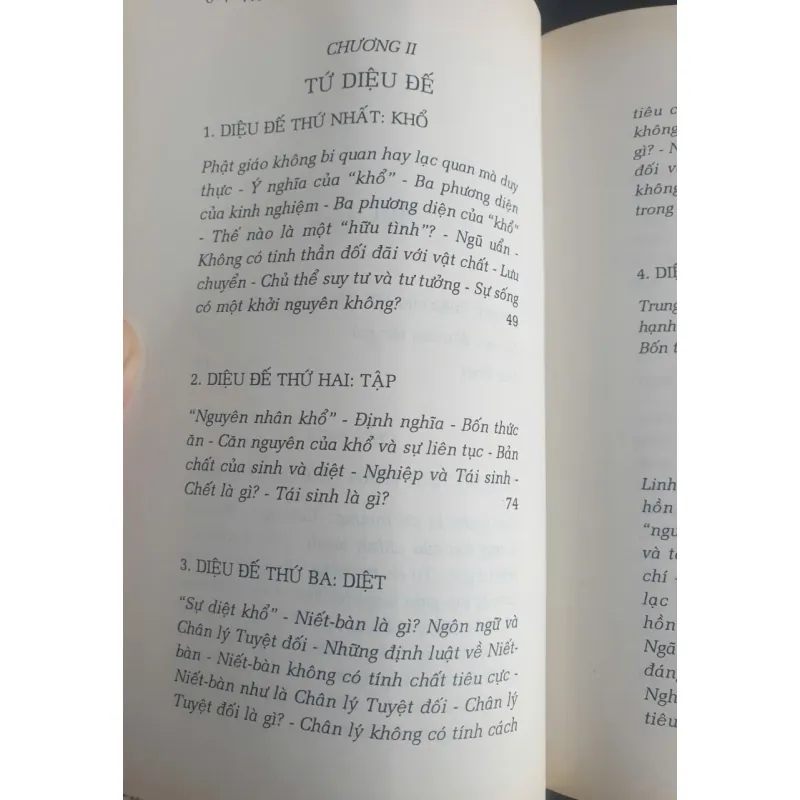 CHƯƠNG II
TỨ DIỆU ĐẾ
1. DIỆU ĐẾ THỨ NHẤT: KHỔ
Phật giáo không bi quan hay lạc quan mà duy
thực - Ý nghĩa của “khổ” - Ba phương diện
của kinh nghiệm - Ba phương diện của “khổ”
- Thế nào là một “hữu tình”? - Ngũ uẩn -
Không có tinh thần đối đãi với vật chất - Lưu
chuyển - Chủ thể suy tư và tư tưởng - Sự sống
có một khởi nguyên không?
49
2. DIỆU ĐẾ THỨ HAI: TẬP
“Nguyên nhân khổ” - Định nghĩa - Bốn thức
ăn - Căn nguyên của khổ và sự liên tục - Bản
chất của sinh và diệt - Nghiệp và Tái sinh -
Chết là gì? - Tái sinh là gì?
74
3. DIỆU ĐẾ THỨ BA: DIỆT
“Sự diệt khổ” - Niết-bàn là gì? Ngôn ngữ và
Chân lý Tuyệt đối - Những định luật về Niết-
bàn - Niết-bàn không có tính chất tiêu cực -
Niết-bàn như là Chân lý Tuyệt đối - Chân lý
Tuyệt đối là gì? - Chân lý không có tính cách
tiêu c
không
gì? - N
đối v
không
trong
4. DI
Trung
hạnh
Bốn t
Linh
hồn
“ngu
và t
chí -
lạc
hồn
Ngã
đáng
Ngh
tiêu